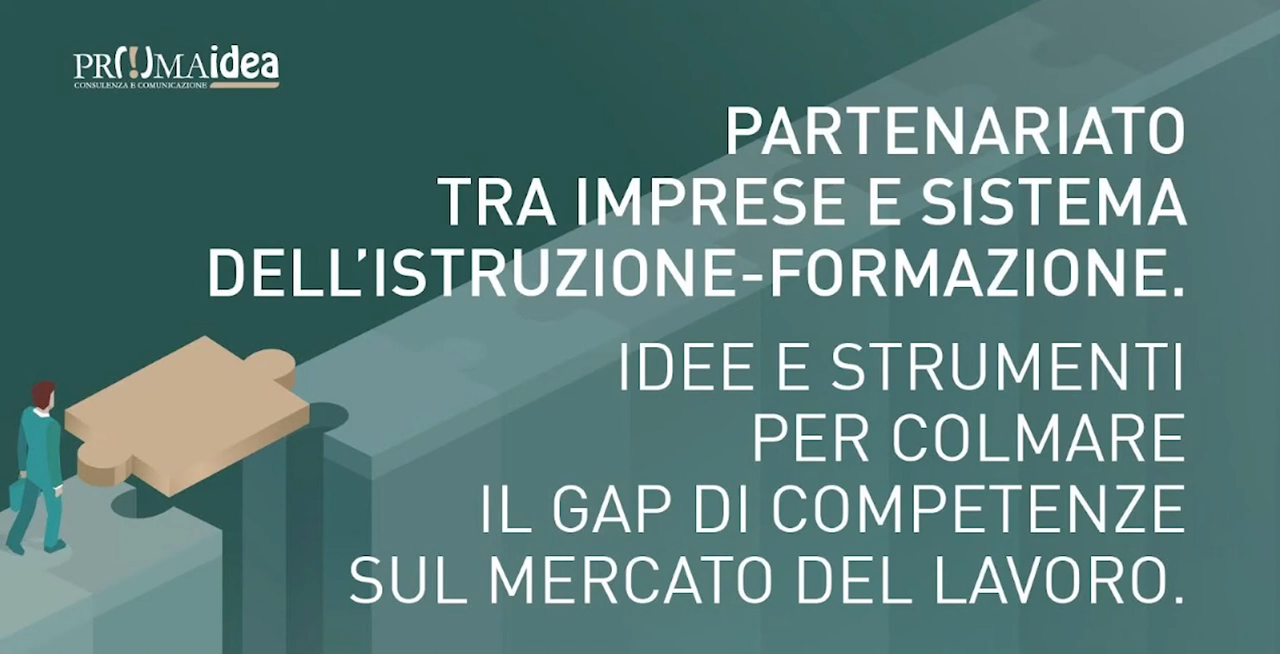 PR(!)MAidea
CONSULENZA E COMUNICAZIONE
PARTENARIATO
TRA IMPRESE E SISTEMA
DELL'ISTRUZIONE-FORMAZIONE.
IDEE E STRUMENTI
PER COLMARE
IL GAP DI COMPETENZE
SUL MERCATO DEL LAVORO.